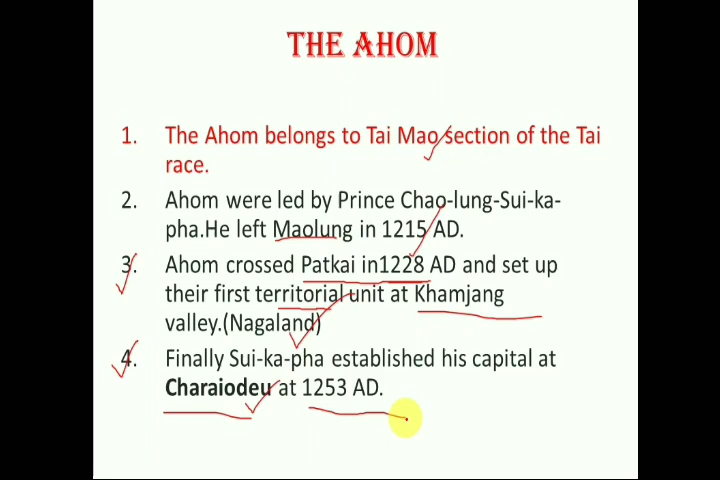 THE AHOM
1. The Ahom belongs to Tai Mao section of the Tai
race.
2. Ahom were led by Prince Chao-lung-Sui-ka-
pha.He left Maolung in 1215 AD.
3. Ahom crossed Patkai in1228 AD and set up
their first territorial unit at Khamjang
valley.(Nagaland)
4. Finally Sui-ka-pha established his capital at
Charaiodeu at 1253 AD.